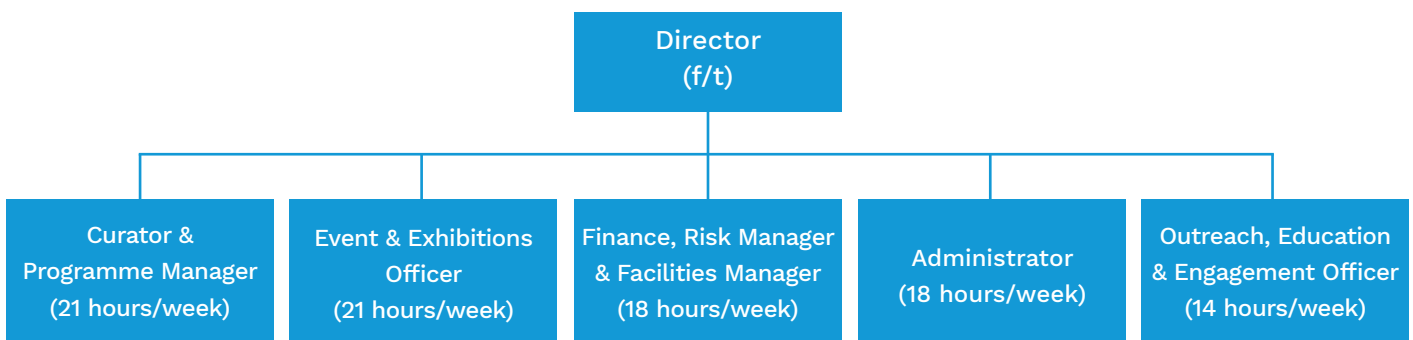 Director
(f/t)
Curator &
Programme Manager
(21 hours/week)
Event & Exhibitions
Officer
(21 hours/week)
Finance, Risk Manager
& Facilities Manager
(18 hours/week)
Administrator
(18 hours/week)
Outreach, Education
& Engagement Officer
(14 hours/week)